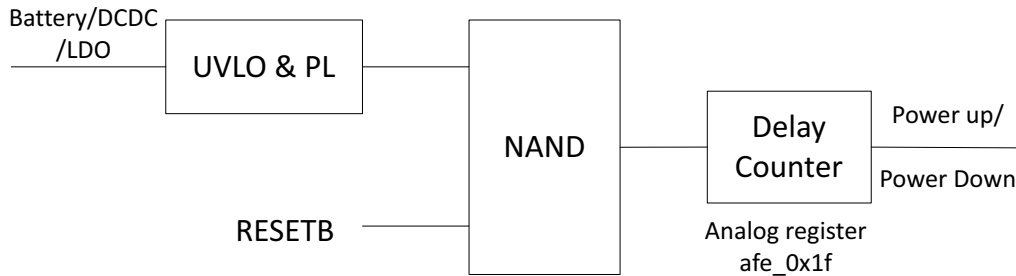 Battery/DCDC
/LDO
UVLO & PL
NAND
RESETB
Delay
Counter
Power up/
Power Down
Analog register
afe_0x1f